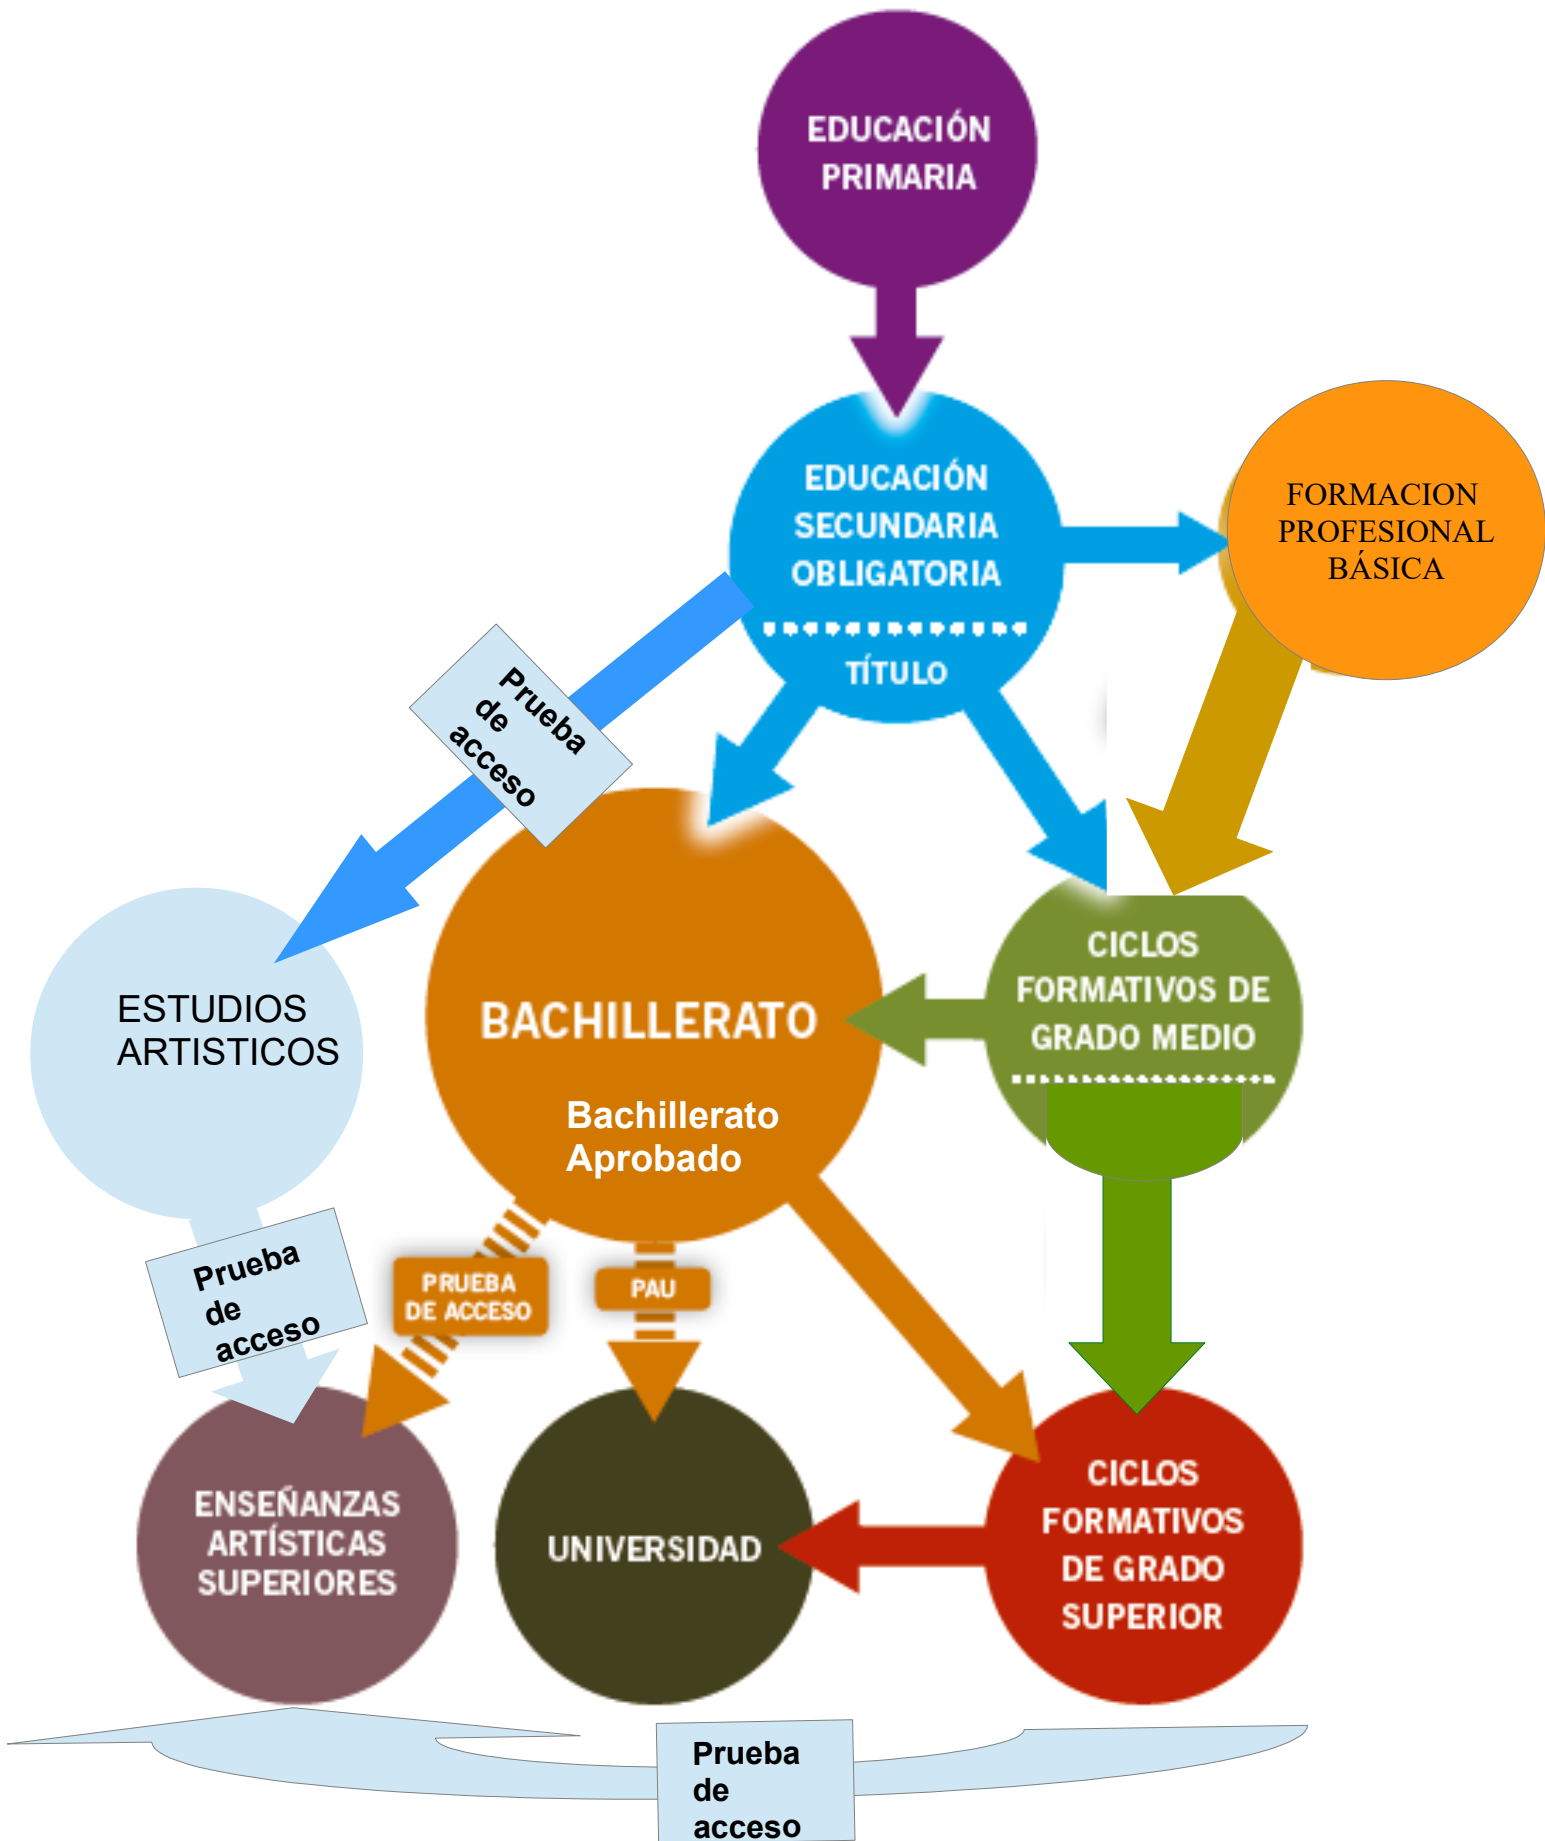 EDUCACIÓN
PRIMARIA
EDUCACIÓN
SECUNDARIA
OBLIGATORIA
TÍTULO
FORMACION
PROFESIONAL
BÁSICA
Prueba
de
acceso
ESTUDIOS
ARTISTICOS
BACHILLERATO
Bachillerato
Aprobado
CICLOS
FORMATIVOS DE
GRADO MEDIO
Prueba
de
acceso
PRUEBA
DE ACCESO
PAU
ENSEÑANZAS
ARTÍSTICAS
SUPERIORES
UNIVERSIDAD
CICLOS
FORMATIVOS
DE GRADO
SUPERIOR
Prueba
de
acceso